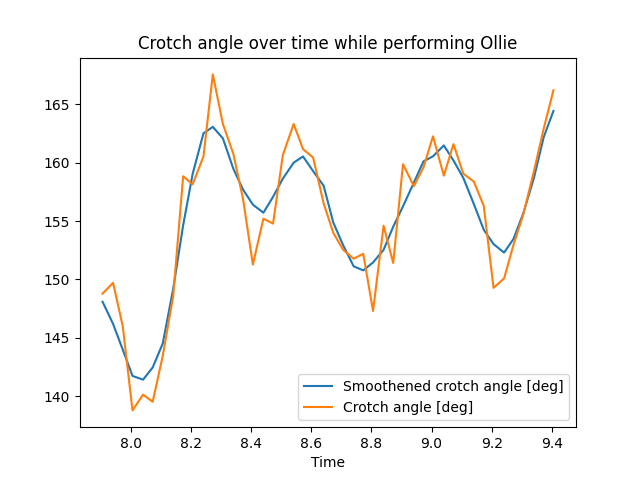 Crotch angle over time while performing Ollie
165
160
155
150
145
140
Smoothened crotch angle [deg]
Crotch angle [deg]
8.0 8.2 8.4 8.6 8.8 9.0 9.2 9.4
Time